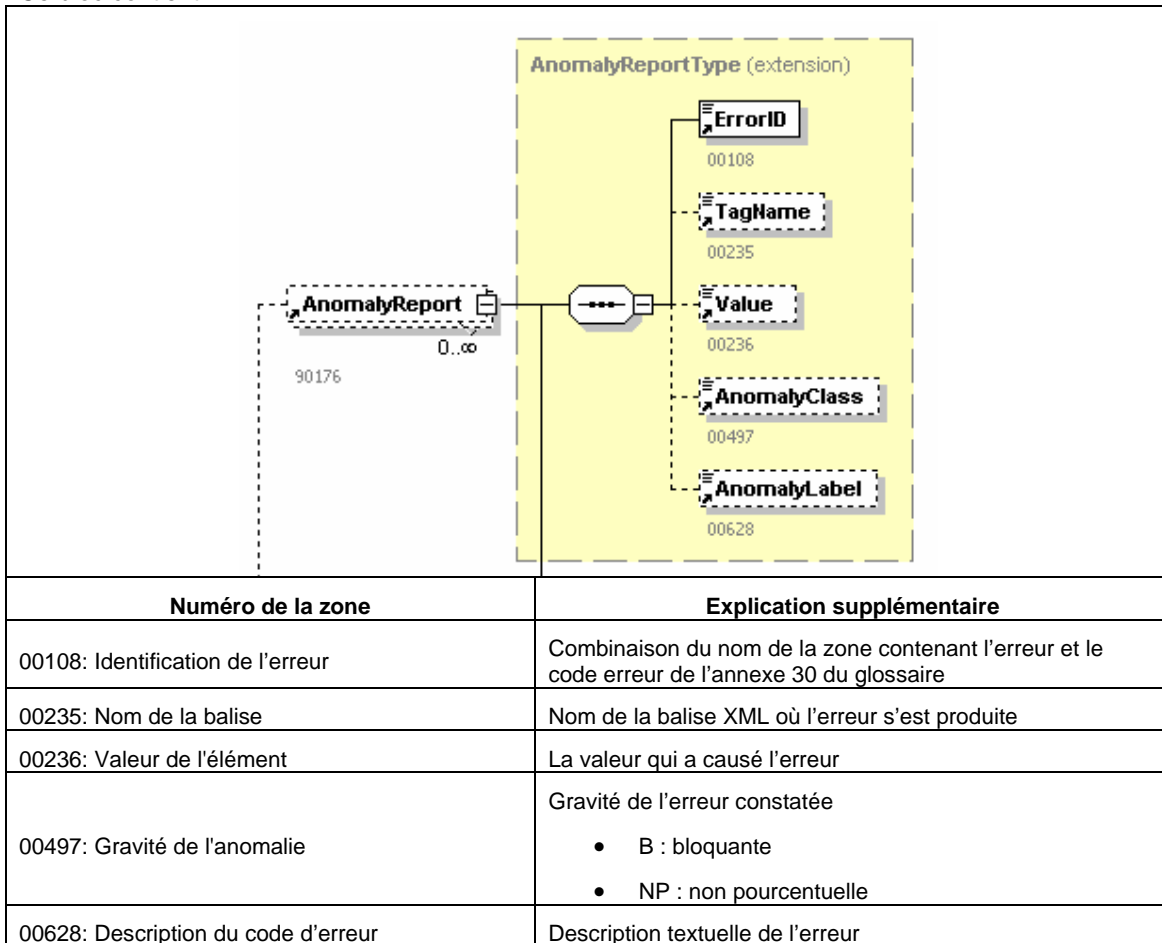 AnomalyReportType (extension)
ErrorID
00108
TagName
00235
Value
00236
AnomalyReport
0..∞
90176
AnomalyClass
00497
AnomalyLabel
00628
Numéro de la zone
Explication supplémentaire
00108: Identification de l’erreur
Combinaison du nom de la zone contenant l’erreur et le
code erreur de l’annexe 30 du glossaire
00235: Nom de la balise
Nom de la balise XML où l’erreur s’est produite
00236: Valeur de l'élément
La valeur qui a causé l’erreur
00497: Gravité de l'anomalie
Gravité de l’erreur constatée
• B : bloquante
• NP : non pourcentuelle
00628: Description du code d’erreur
Description textuelle de l’erreur